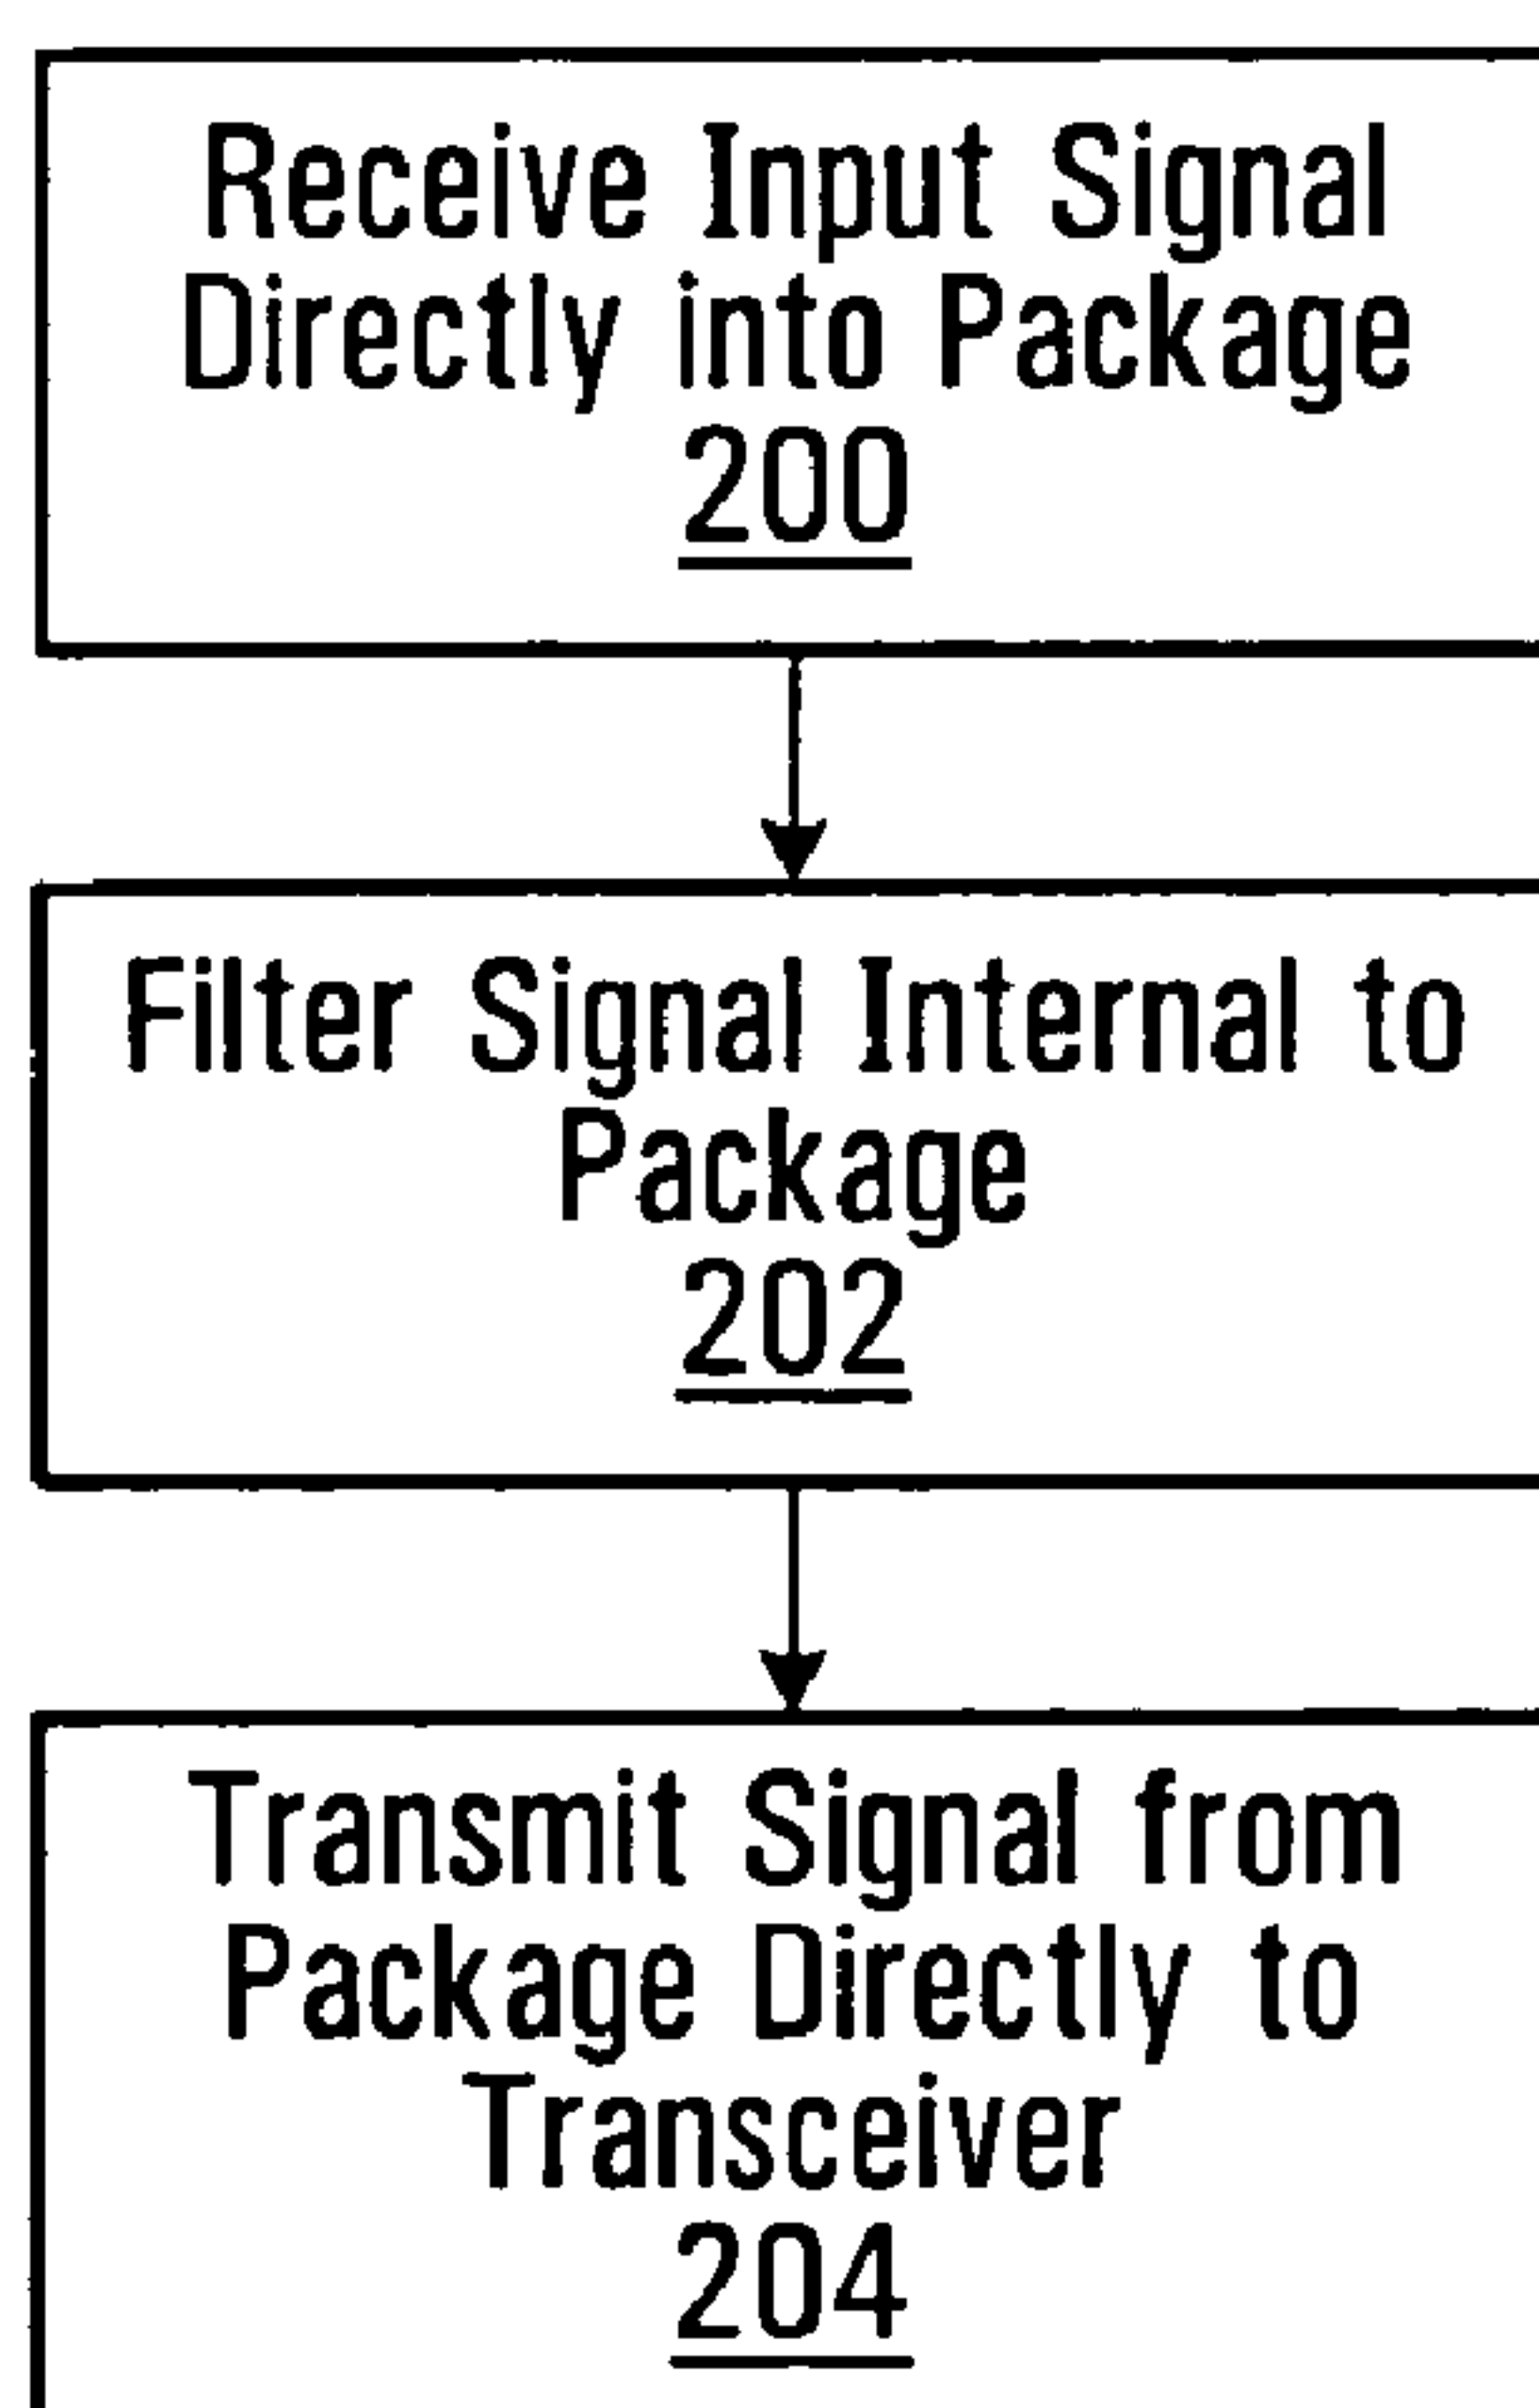 Receive Input Signal
Directly into Package
200
Filter Signal Internal to
Package
202
Transmit Signal from
Package Directly to
Transceiver
204